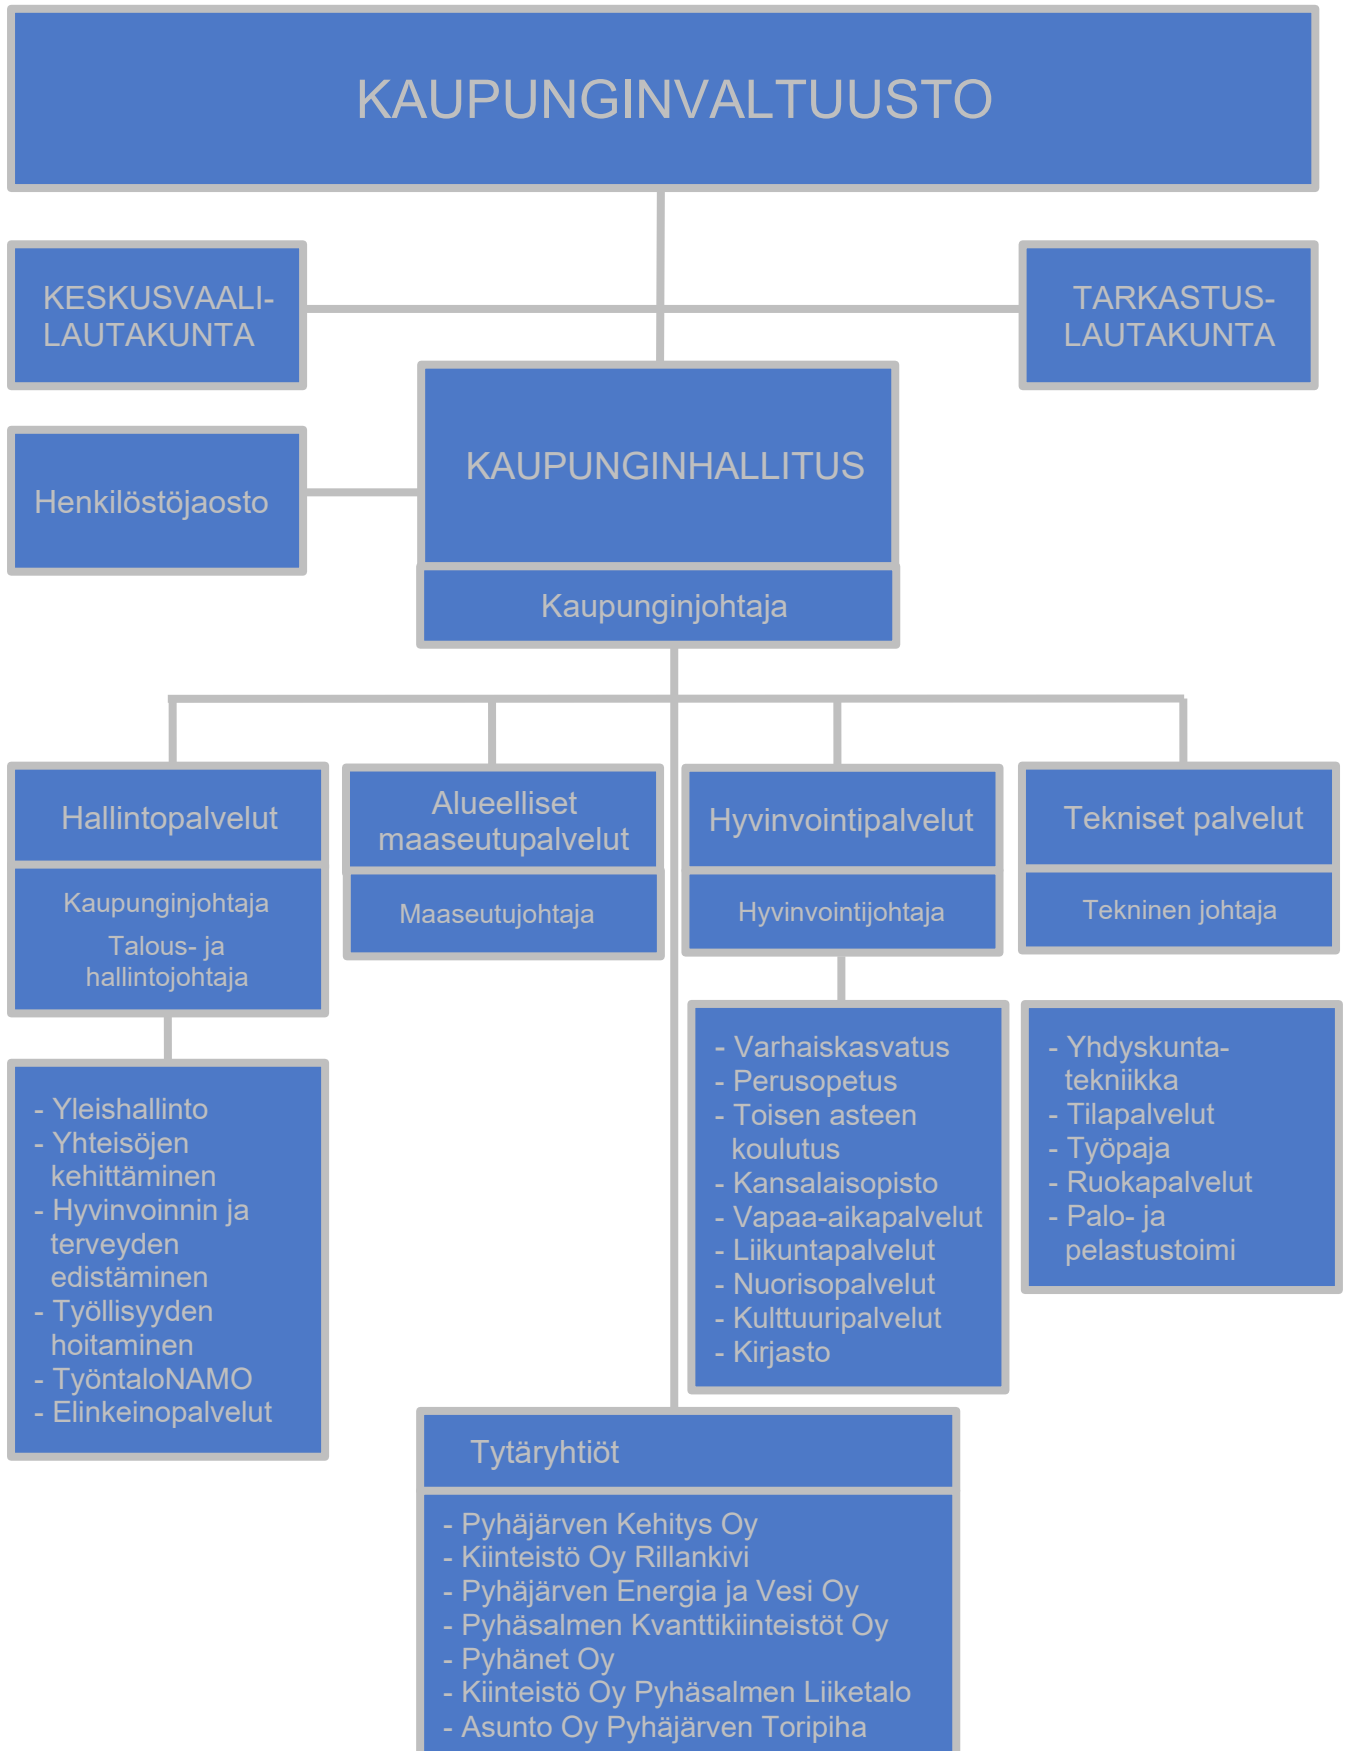 KAUPUNGINVALTUUSTO
KESKUSVAALI-
LAUTAKUNTA
TARKASTUS-
LAUTAKUNTA
KAUPUNGINHALLITUS
Henkilöstöjaosto
Kaupunginjohtaja
Hallintopalvelut
Kaupunginjohtaja
Talous- ja
hallintojohtaja
Alueelliset
maaseutupalvelut
Maaseutujohtaja
Hyvinvointipalvelut
Hyvinvointijohtaja
Tekniset palvelut
Tekninen johtaja
- Yleishallinto
- Yhteisöjen
kehittäminen
- Hyvinvoinnin ja
terveyden
edistäminen
- Työllisyyden
hoitaminen
- TyöntaloNAMO
- Elinkeinopalvelut
- Varhaiskasvatus
- Perusopetus
- Toisen asteen
koulutus
- Kansalaisopisto
- Vapaa-aikapalvelut
- Liikuntapalvelut
- Nuorisopalvelut
- Kulttuuripalvelut
- Kirjasto
- Yhdyskunta-
tekniikka
- Tilapalvelut
- Työpaja
- Ruokapalvelut
- Palo- ja
pelastustoimi
Tytäryhtiöt
- Pyhäjärven Kehitys Oy
- Kiinteistö Oy Rillankivi
- Pyhäjärven Energia ja Vesi Oy
- Pyhäsalmen Kvanttikiinteistöt Oy
- Pyhänet Oy
- Kiinteistö Oy Pyhäsalmen Liiketalo
- Asunto Oy Pyhäjärven Toripiha